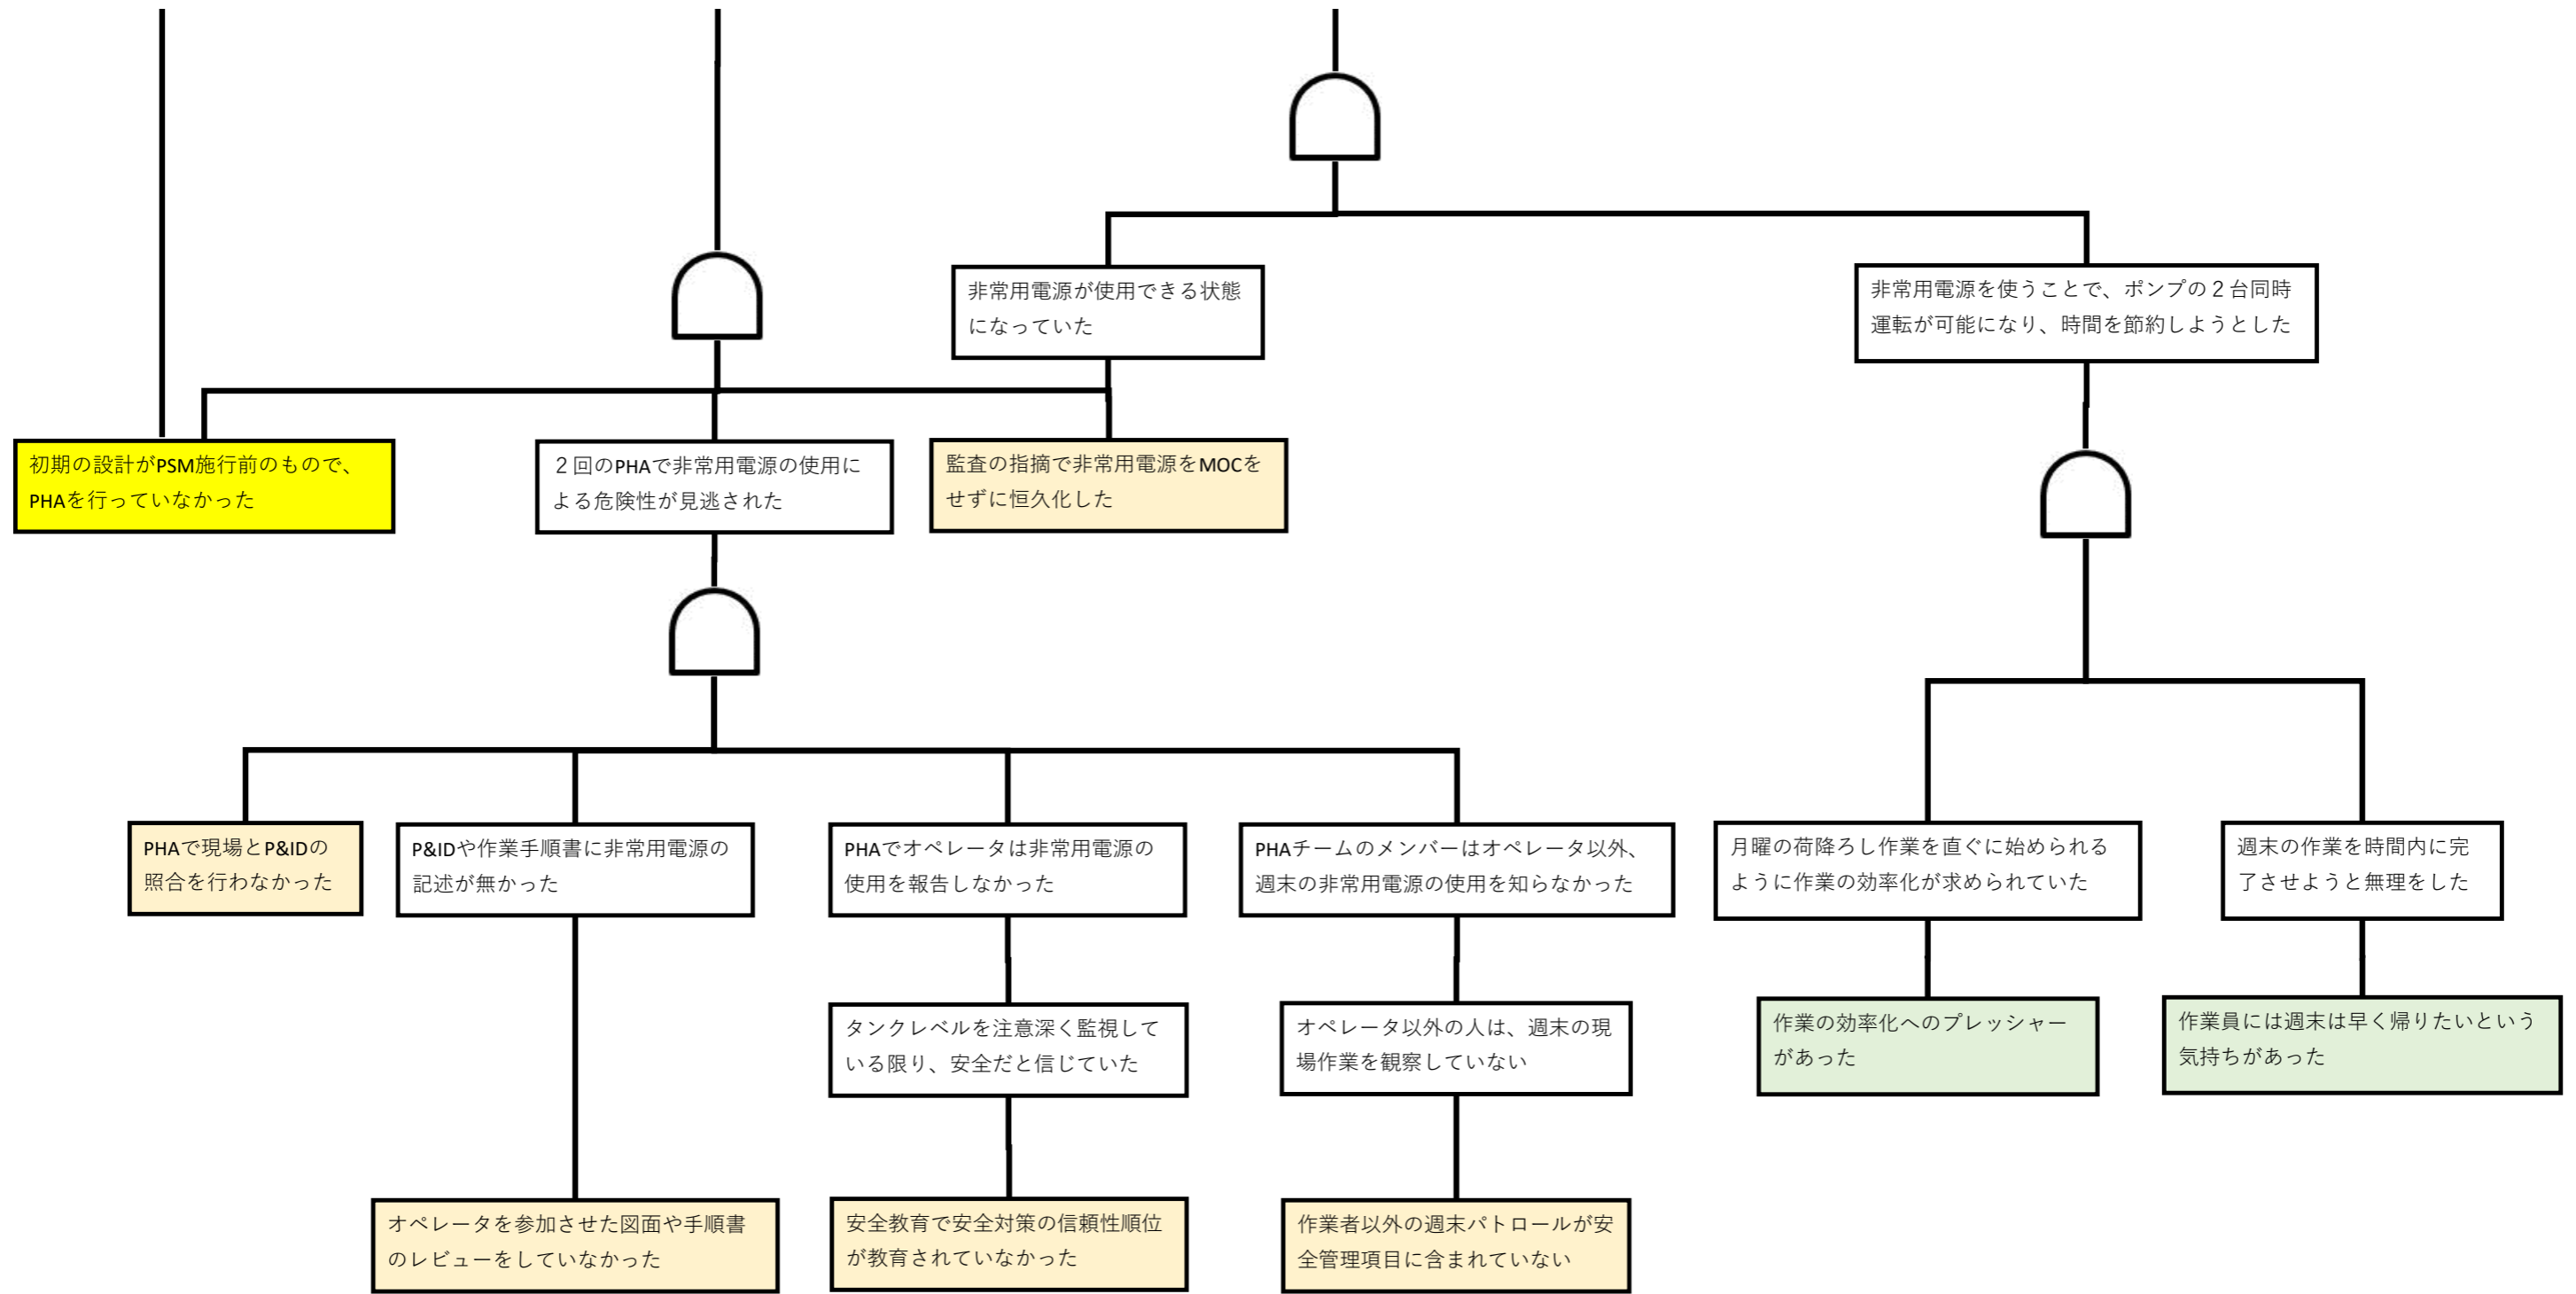 非常用電源が使用できる状態
になっていた
非常用電源を使うことで、ポンプの２台同時
運転が可能になり、時間を節約しようとした
初期の設計がPSM施行前のもので、
PHAを行っていなかった
２回のPHAで非常用電源の使用に
よる危険性が見逃された
監査の指摘で非常用電源をMOCを
せずに恒久化した
PHAで現場とP&IDの
照合を行わなかった
P&IDや作業手順書に非常用電源の
記述が無かった
PHAでオペレータは非常用電源の
使用を報告しなかった
PHAチームのメンバーはオペレータ以外、
週末の非常用電源の使用を知らなかった
月曜の荷降ろし作業を直ぐに始められる
ように作業の効率化が求められていた
週末の作業を時間内に完
了させようと無理をした
タンクレベルを注意深く監視して
いる限り、安全だと信じていた
オペレータ以外の人は、週末の現
場作業を観察していない
作業の効率化へのプレッシャー
があった
作業員には週末は早く帰りたいという
気持ちがあった
オペレータを参加させた図面や手順書
のレビューをしていなかった
安全教育で安全対策の信頼性順位
が教育されていなかった
作業者以外の週末パトロールが安
全管理項目に含まれていない